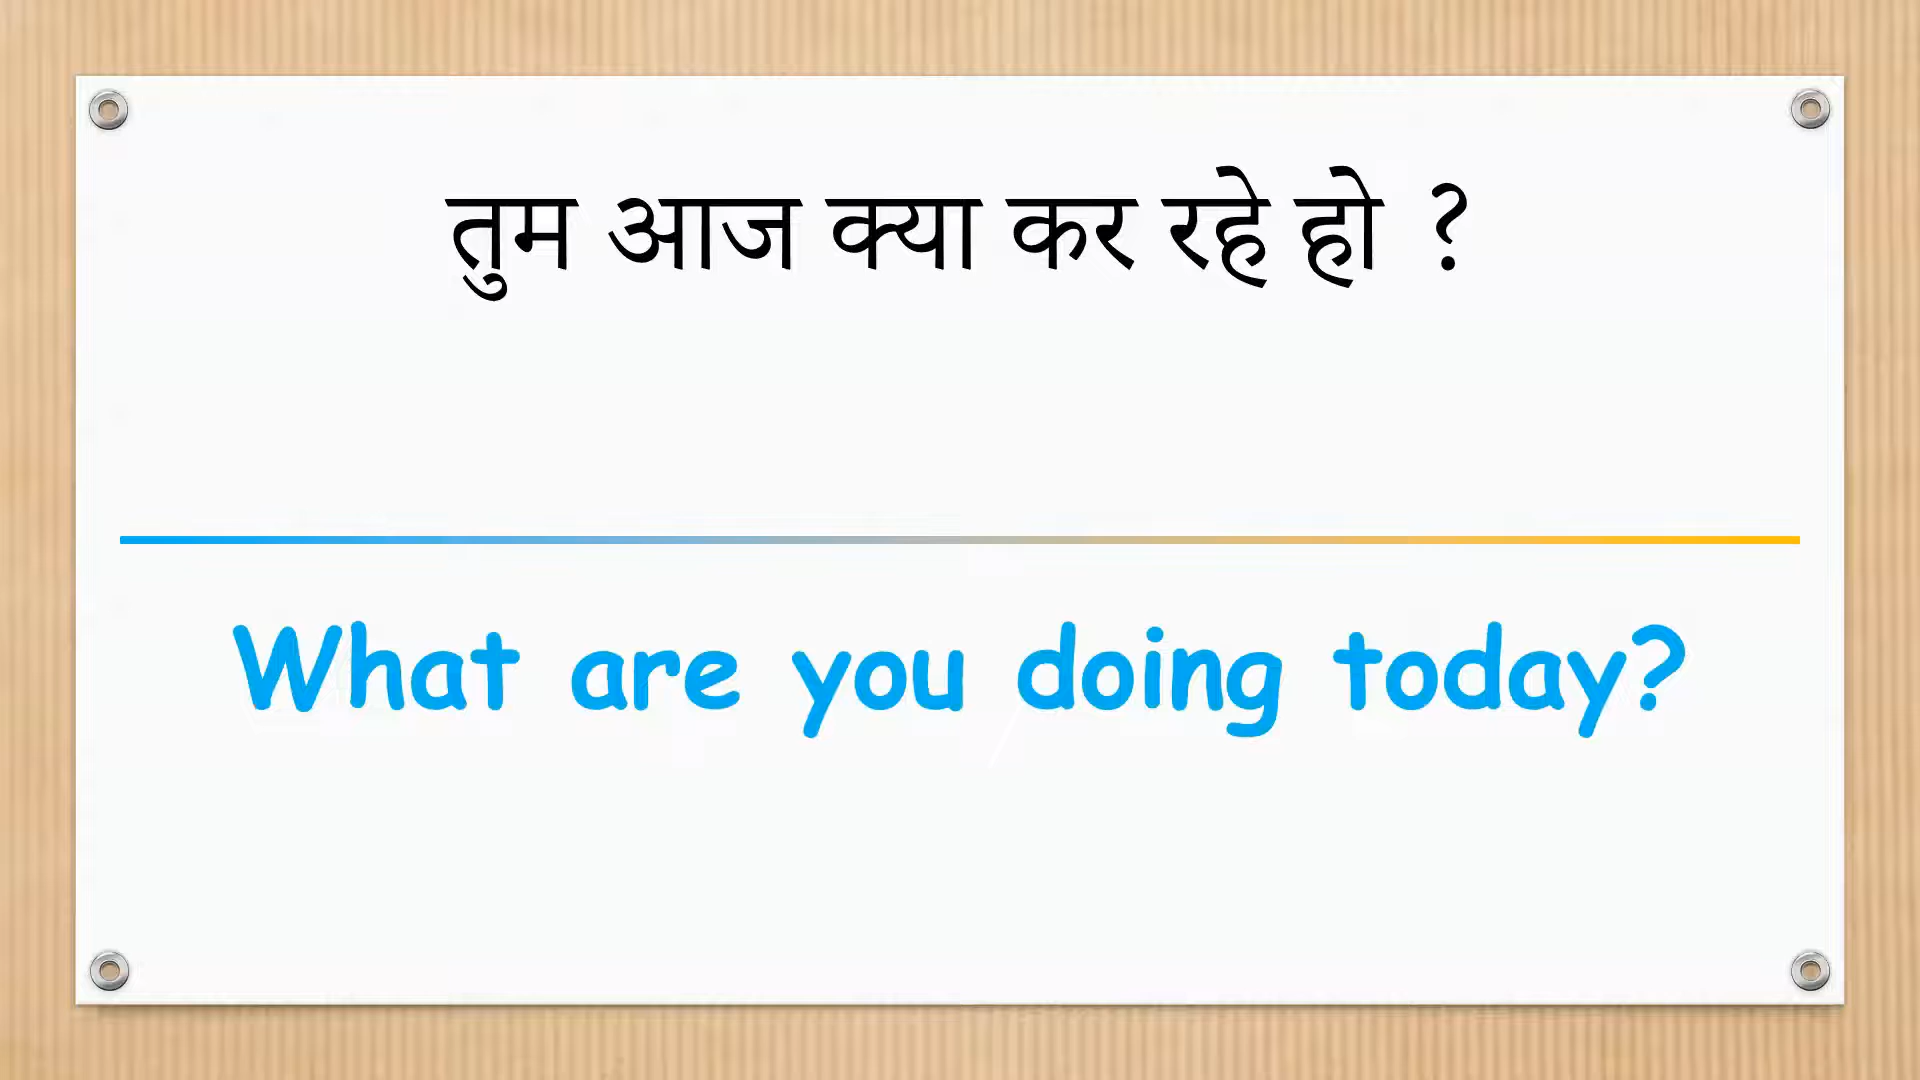 तुम आज क्या कर रहे हो ?
What are you doing today?